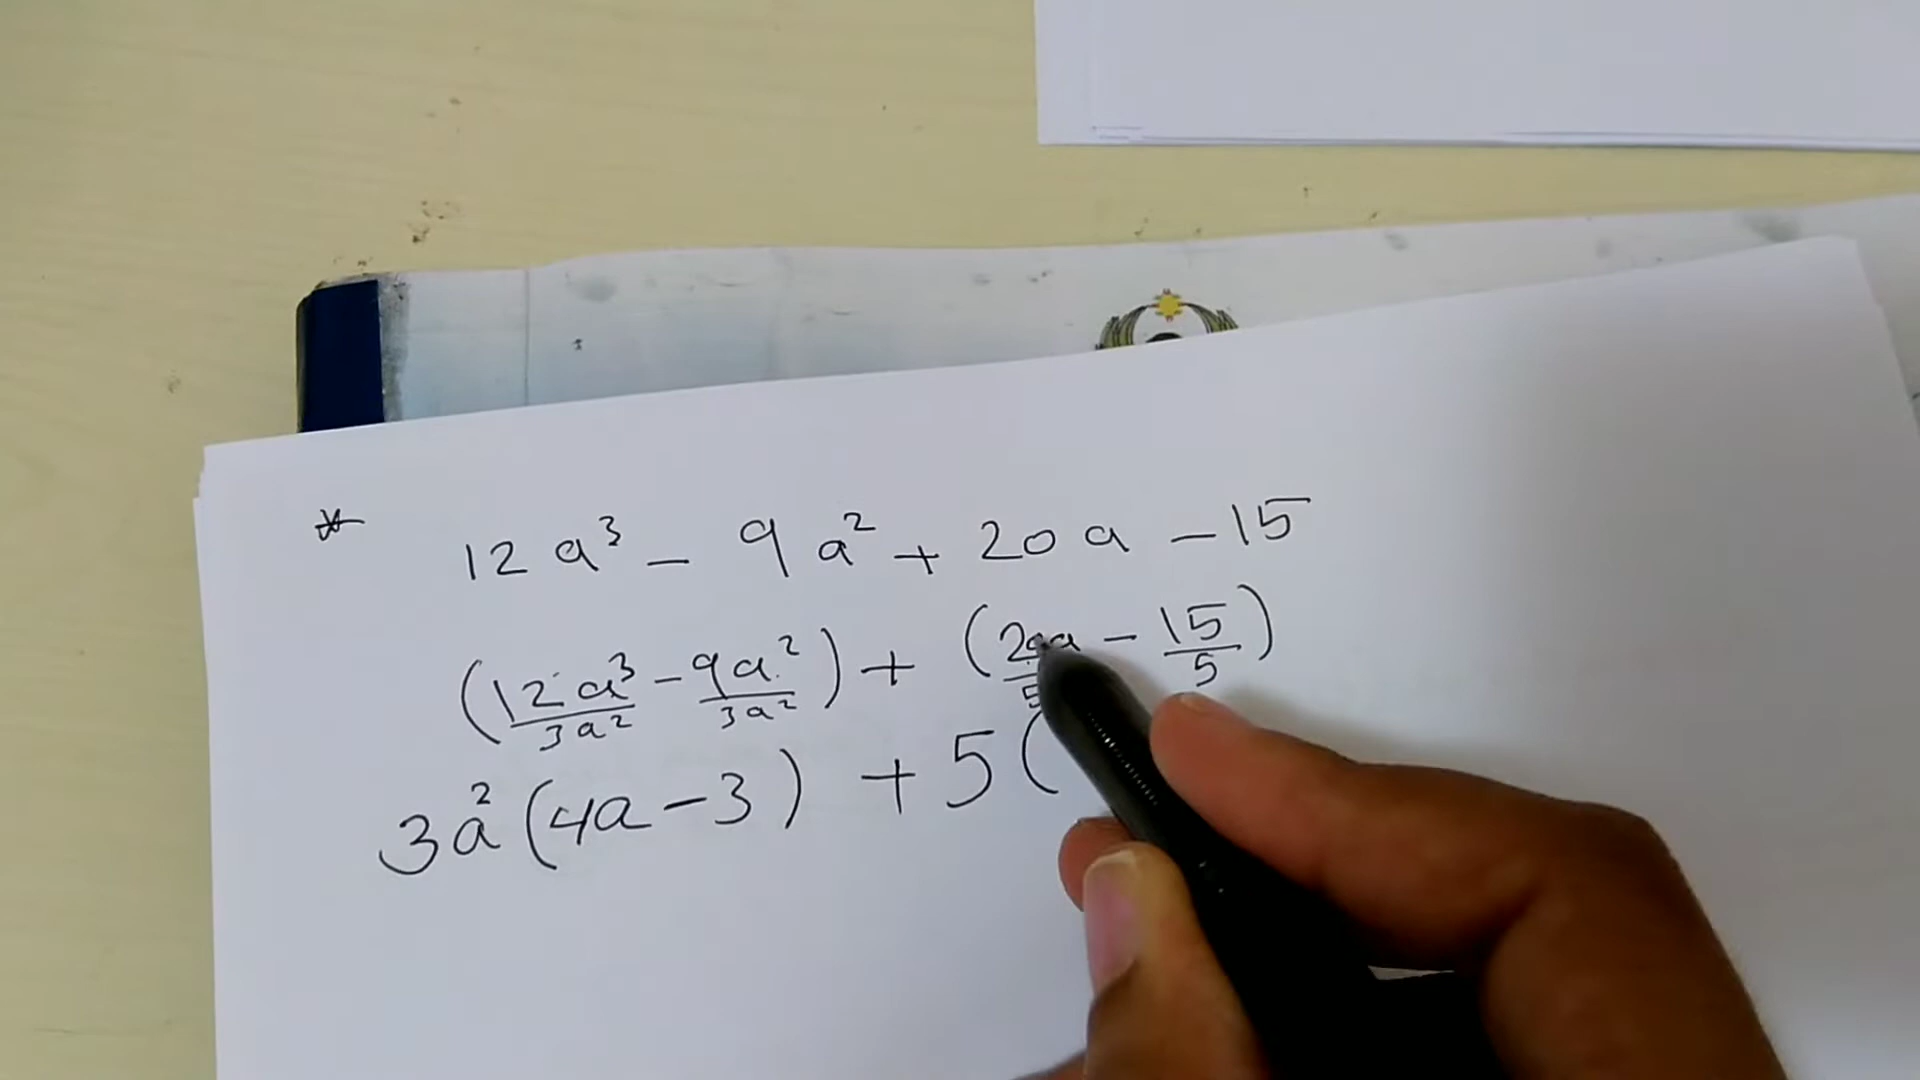 * 12a³ - 9a² + 20a - 15
(12a³/3a² - 9a²/3a²) + (20a/5 - 15/5)
3a²(4a - 3) + 5(